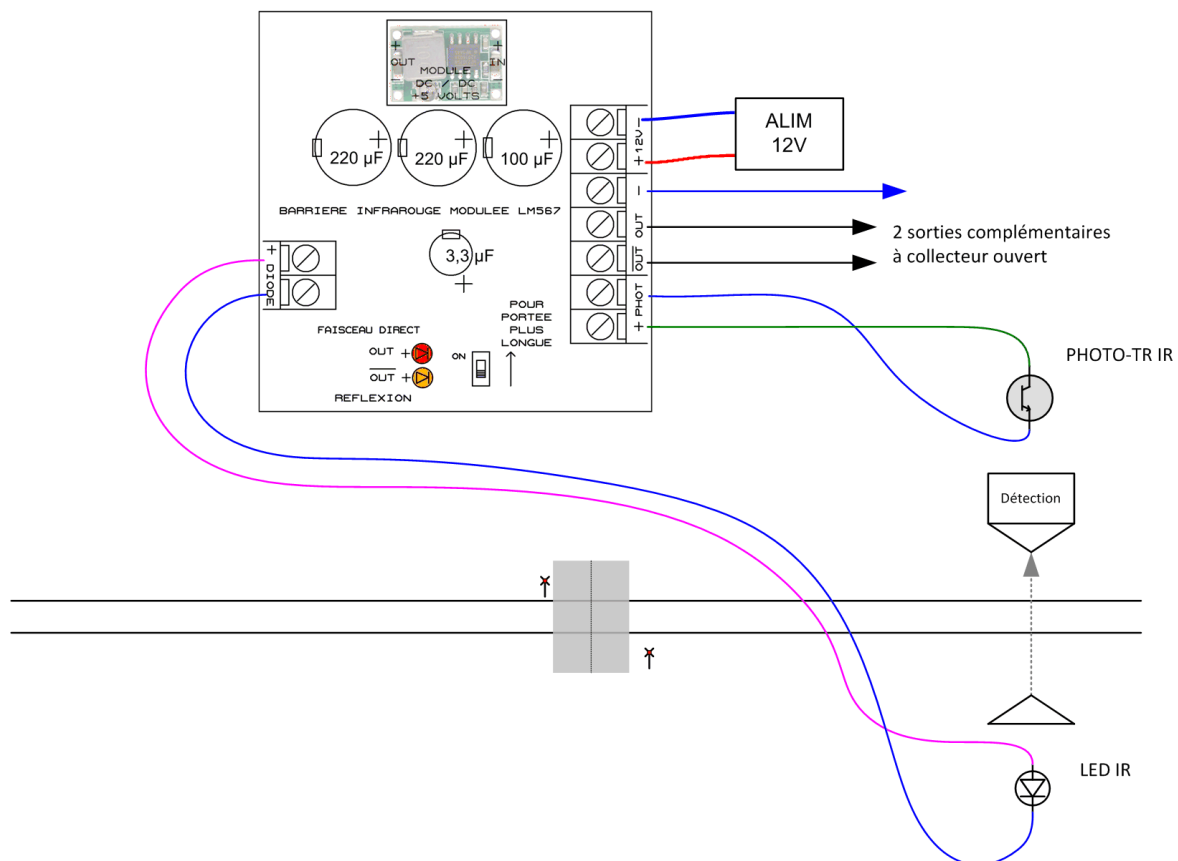 + +
OUT IN
- -
MODULE
DC / DC
+5 VOLTS
220 µF
220 µF
100 µF
+ 12V -
ALIM
12V
-
BARRIERE INFRAROUGE MODULEE LM567
OUT
OUT
2 sorties complémentaires
à collecteur ouvert
+ DIODE
3,3 µF
+ PHOT
POUR
PORTEE
PLUS
LONGUE
FAISCEAU DIRECT
OUT +
OUT +
ON
REFLEXION
PHOTO-TR IR
Détection
LED IR